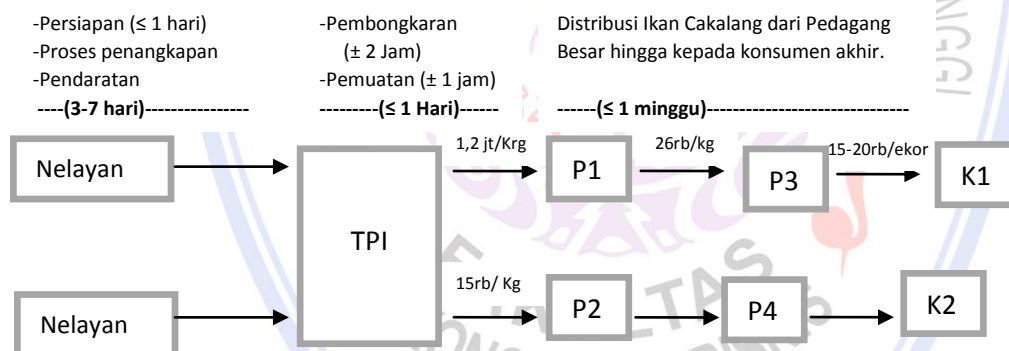 -Persiapan (≤ 1 hari)
-Proses penangkapan
-Pendaratan
----(3-7 hari)----------------
-Pembongkaran
(± 2 Jam)
-Pemuatan (± 1 jam)
---------(≤ 1 Hari)------
Distribusi Ikan Cakalang dari Pedagang
Besar hingga kepada konsumen akhir.
------(≤ 1 minggu)-------------------------------
Nelayan
TPI
1,2 jt/Krg
P1
26rb/kg
P3
15-20rb/ekor
K1
Nelayan
15rb/ Kg
P2
P4
K2